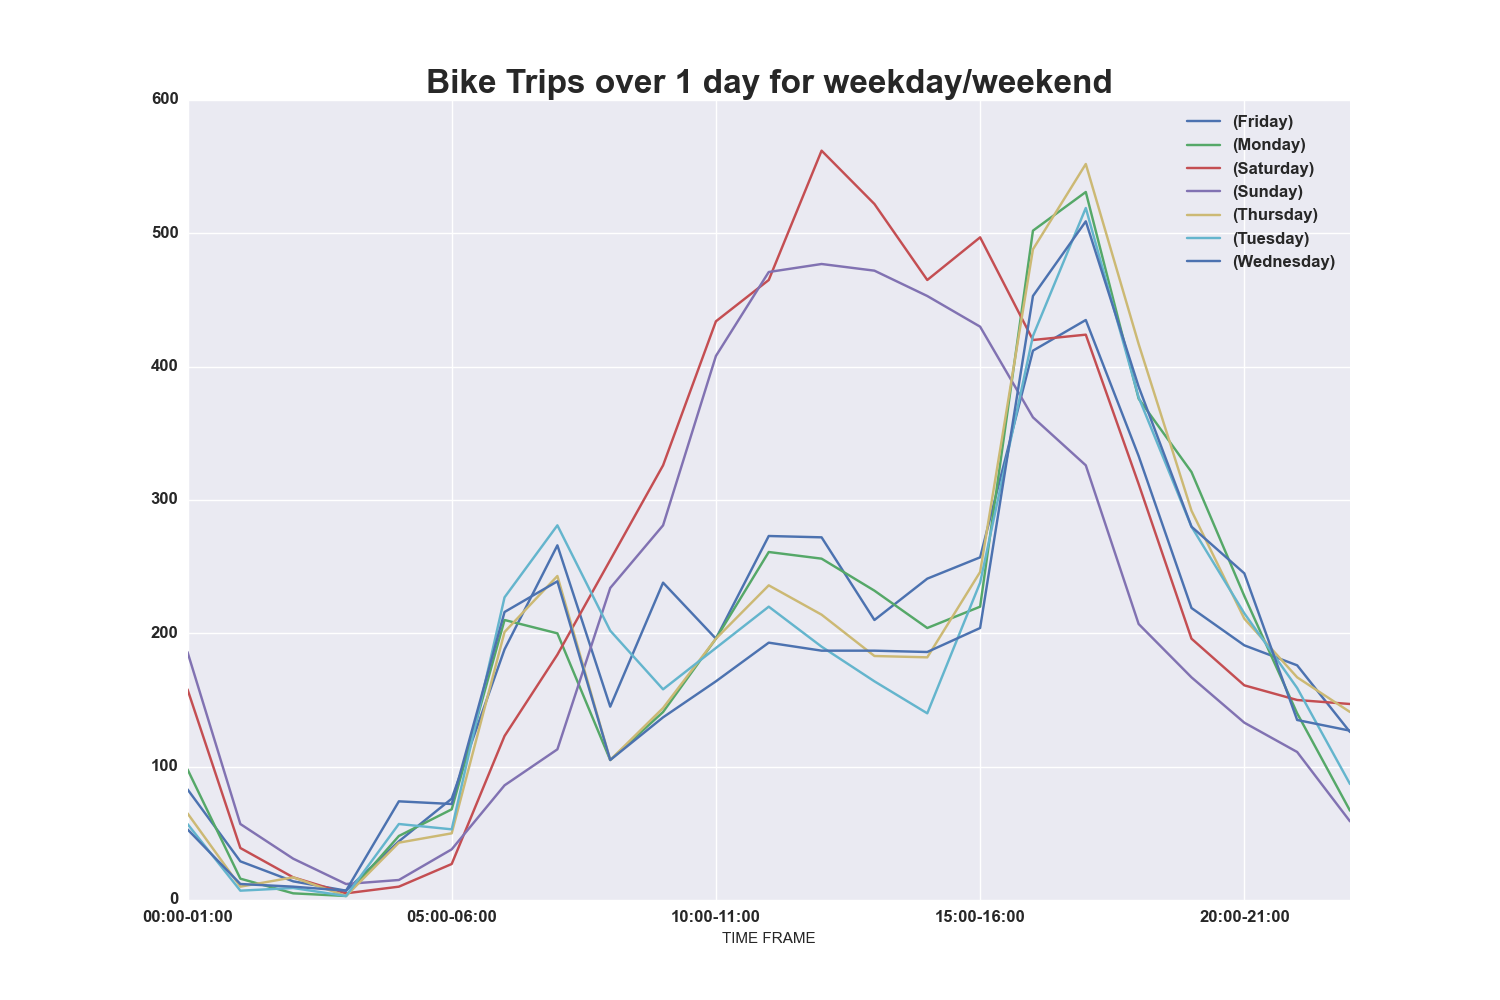 Bike Trips over 1 day for weekday/weekend
600
500
400
300
200
100
0
(Friday)
(Monday)
(Saturday)
(Sunday)
(Thursday)
(Tuesday)
(Wednesday)
00:00-01:00 05:00-06:00 10:00-11:00 15:00-16:00 20:00-21:00
TIME FRAME